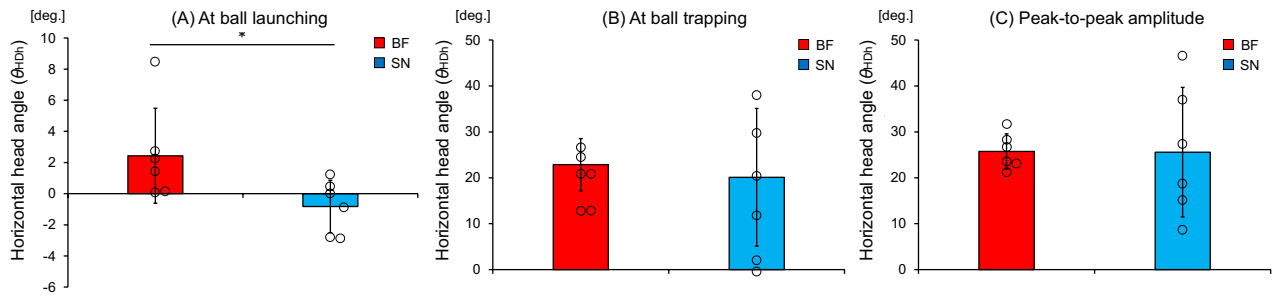 [deg.]
(A) At ball launching
Horizontal head angle (θHDh)
10
8
6
4
2
0
-2
-4
-6
*
BF
SN
[deg.]
(B) At ball trapping
Horizontal head angle (θHDh)
50
40
30
20
10
0
BF
SN
[deg.]
(C) Peak-to-peak amplitude
Horizontal head angle (θHDh)
50
40
30
20
10
0
BF
SN